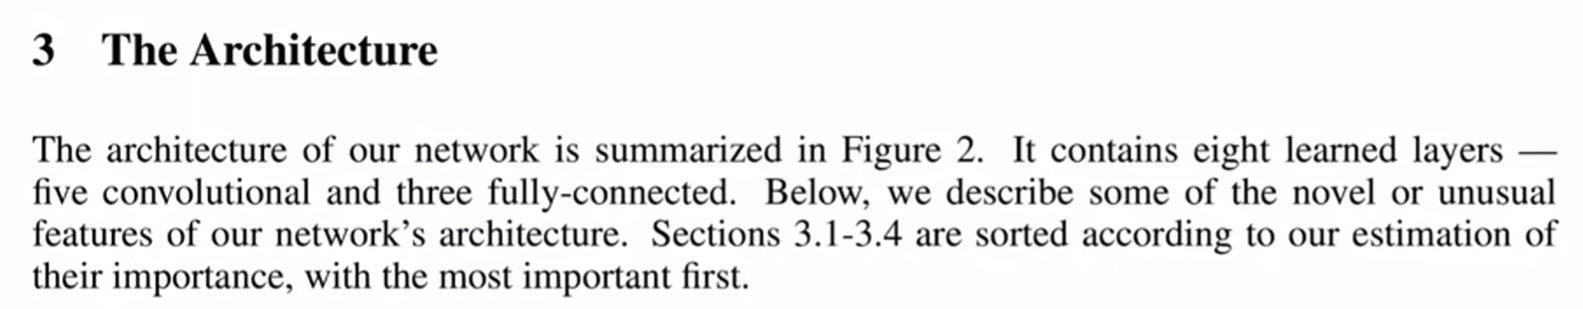 3 The Architecture
The architecture of our network is summarized in Figure 2. It contains eight learned layers —
five convolutional and three fully-connected. Below, we describe some of the novel or unusual
features of our network's architecture. Sections 3.1-3.4 are sorted according to our estimation of
their importance, with the most important first.